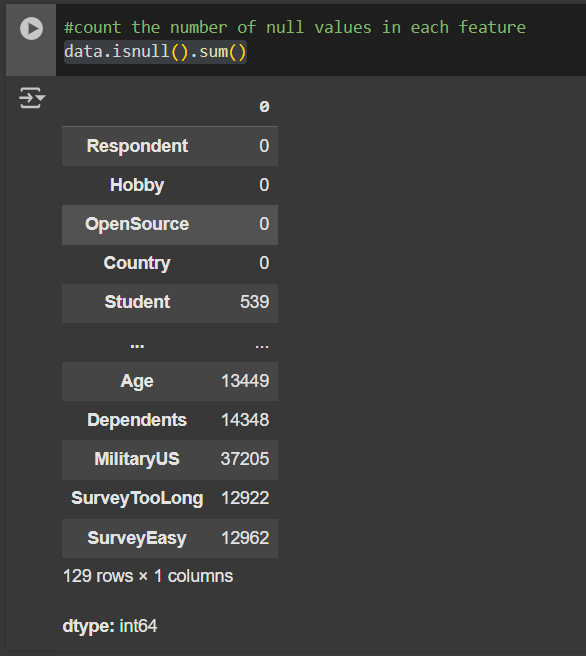 #count the number of null values in each feature
data.isnull().sum()
0
Respondent 0
Hobby 0
OpenSource 0
Country 0
Student 539
... ...
Age 13449
Dependents 14348
MilitaryUS 37205
SurveyTooLong 12922
SurveyEasy 12962
129 rows × 1 columns
dtype: int64